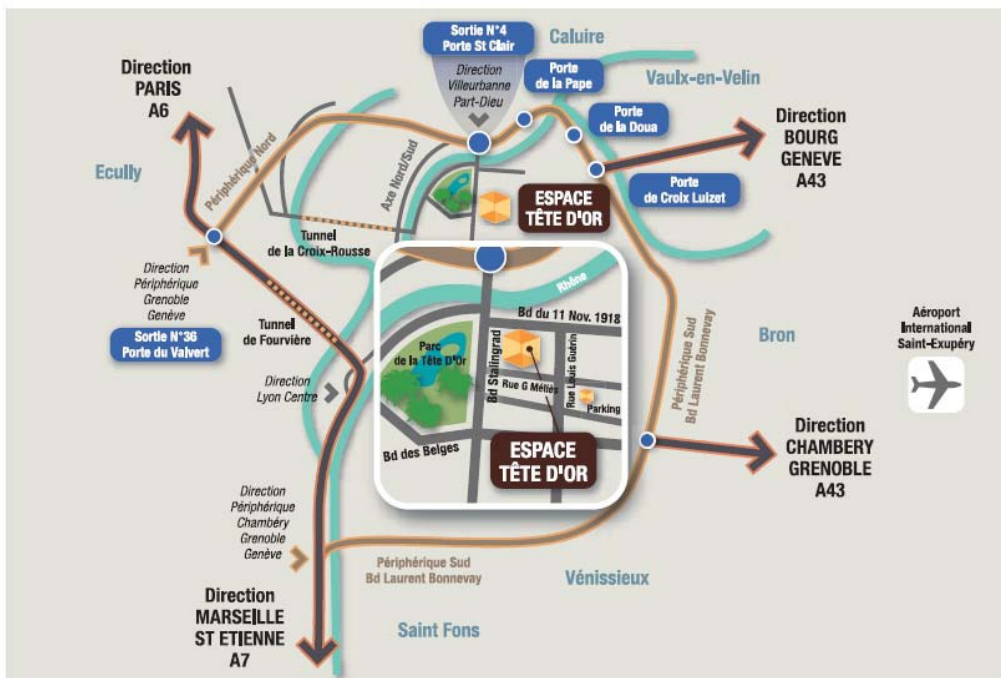 Sortie N°4
Porte St Clair
Direction
Villeurbanne
Part-Dieu
Caluire
Porte
de la Pape
Vaulx-en-Velin
Porte
de la Doua
Direction
PARIS
A6
Direction
BOURG
GENEVE
A43
Ecully
Périphérique Nord
Axe Nord/Sud
Porte
de Croix Luizet
ESPACE
TÊTE D'OR
Tunnel
de la Croix-Rousse
Direction
Périphérique
Grenoble
Genève
Sortie N°36
Porte du Valvert
Tunnel
de Fourvière
Rhône
Bd du 11 Nov. 1918
Parc
de la Tête D'Or
Bd Stalingrad
Rue Louis Guérin
Rue G Méliès
Parking
Bd des Belges
ESPACE
TÊTE D'OR
Périphérique Sud
Bd Laurent Bonnevay
Bron
Aéroport
International
Saint-Exupéry
Direction
Lyon Centre
Direction
CHAMBERY
GRENOBLE
A43
Direction
Périphérique
Chambéry
Grenoble
Genève
Périphérique Sud
Bd Laurent Bonnevay
Vénissieux
Direction
MARSEILLE
ST ETIENNE
A7
Saint Fons